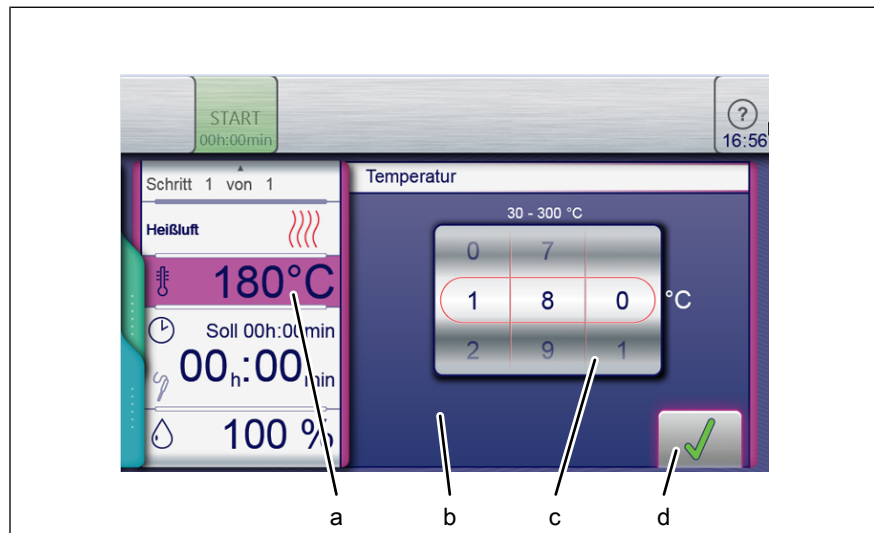 START
00h:00min
?
16:56
Schritt 1 von 1
Temperatur
Heißluft
30 - 300 °C
180°C
0 7
1 8 0 °C
2 9 1
Soll 00h:00min
00h:00min
100 %
a b c d